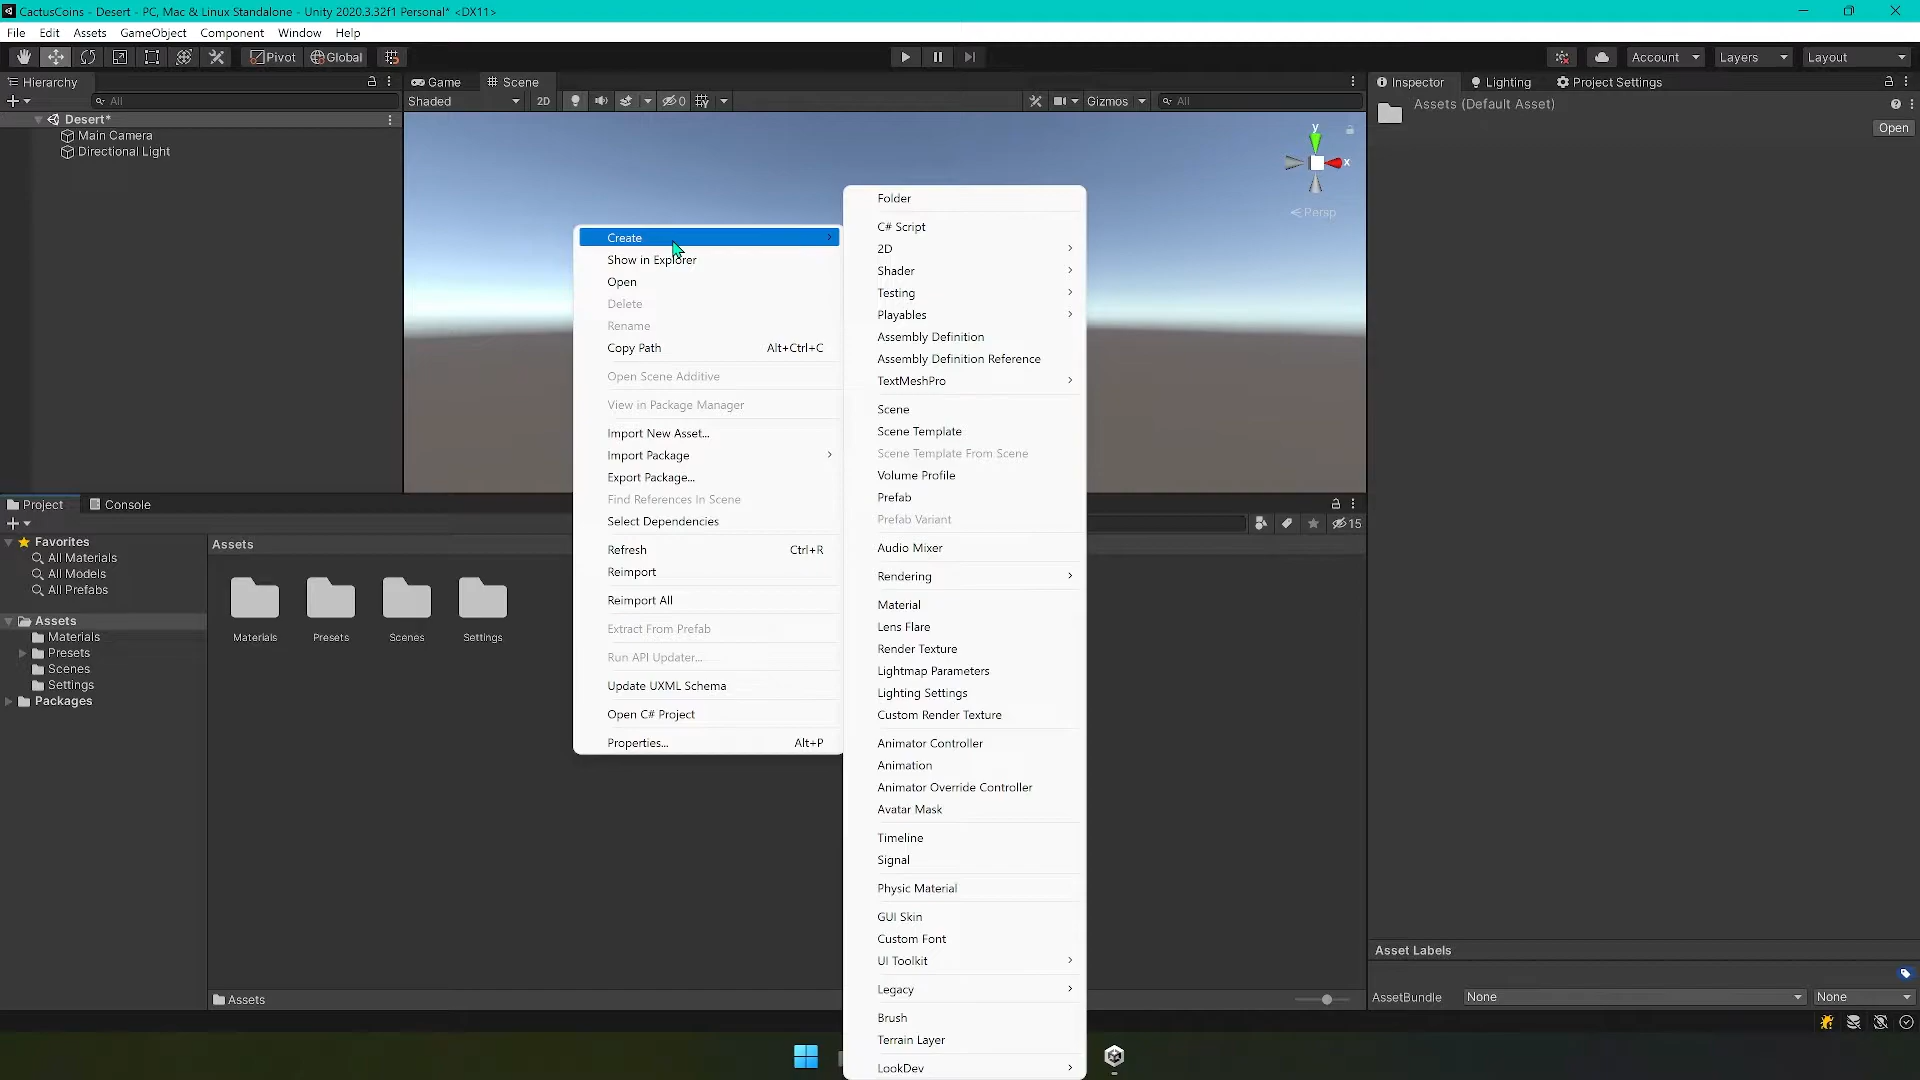 CactusCoins - Desert - PC, Mac & Linux Standalone - Unity 2020.3.32f1 Personal* <DX11>
File Edit Assets GameObject Component Window Help
Pivot Global Account Layers Layout
Hierarchy Game Scene Inspector Lighting Project Settings
All Shaded 2D 0 Gizmos All
Assets (Default Asset)
Open
Desert*
Main Camera
Directional Light
y
x
Persp
Create
Show in Explorer
Open
Delete
Rename
Copy Path Alt+Ctrl+C
Open Scene Additive
View in Package Manager
Import New Asset...
Import Package
Export Package...
Find References In Scene
Select Dependencies
Refresh Ctrl+R
Reimport
Reimport All
Extract From Prefab
Run API Updater...
Update UXML Schema
Open C# Project
Properties... Alt+P
Folder
C# Script
2D
Shader
Testing
Playables
Assembly Definition
Assembly Definition Reference
TextMeshPro
Scene
Scene Template
Scene Template From Scene
Volume Profile
Prefab
Prefab Variant
Audio Mixer
Rendering
Material
Lens Flare
Render Texture
Lightmap Parameters
Lighting Settings
Custom Render Texture
Animator Controller
Animation
Animator Override Controller
Avatar Mask
Timeline
Signal
Physic Material
GUI Skin
Custom Font
UI Toolkit
Legacy
Brush
Terrain Layer
LookDev
Project Console
15
Favorites
All Materials
All Models
All Prefabs
Assets
Materials
Presets
Scenes
Settings
Packages
Assets
Materials Presets Scenes Settings
Assets
Asset Labels
AssetBundle None None